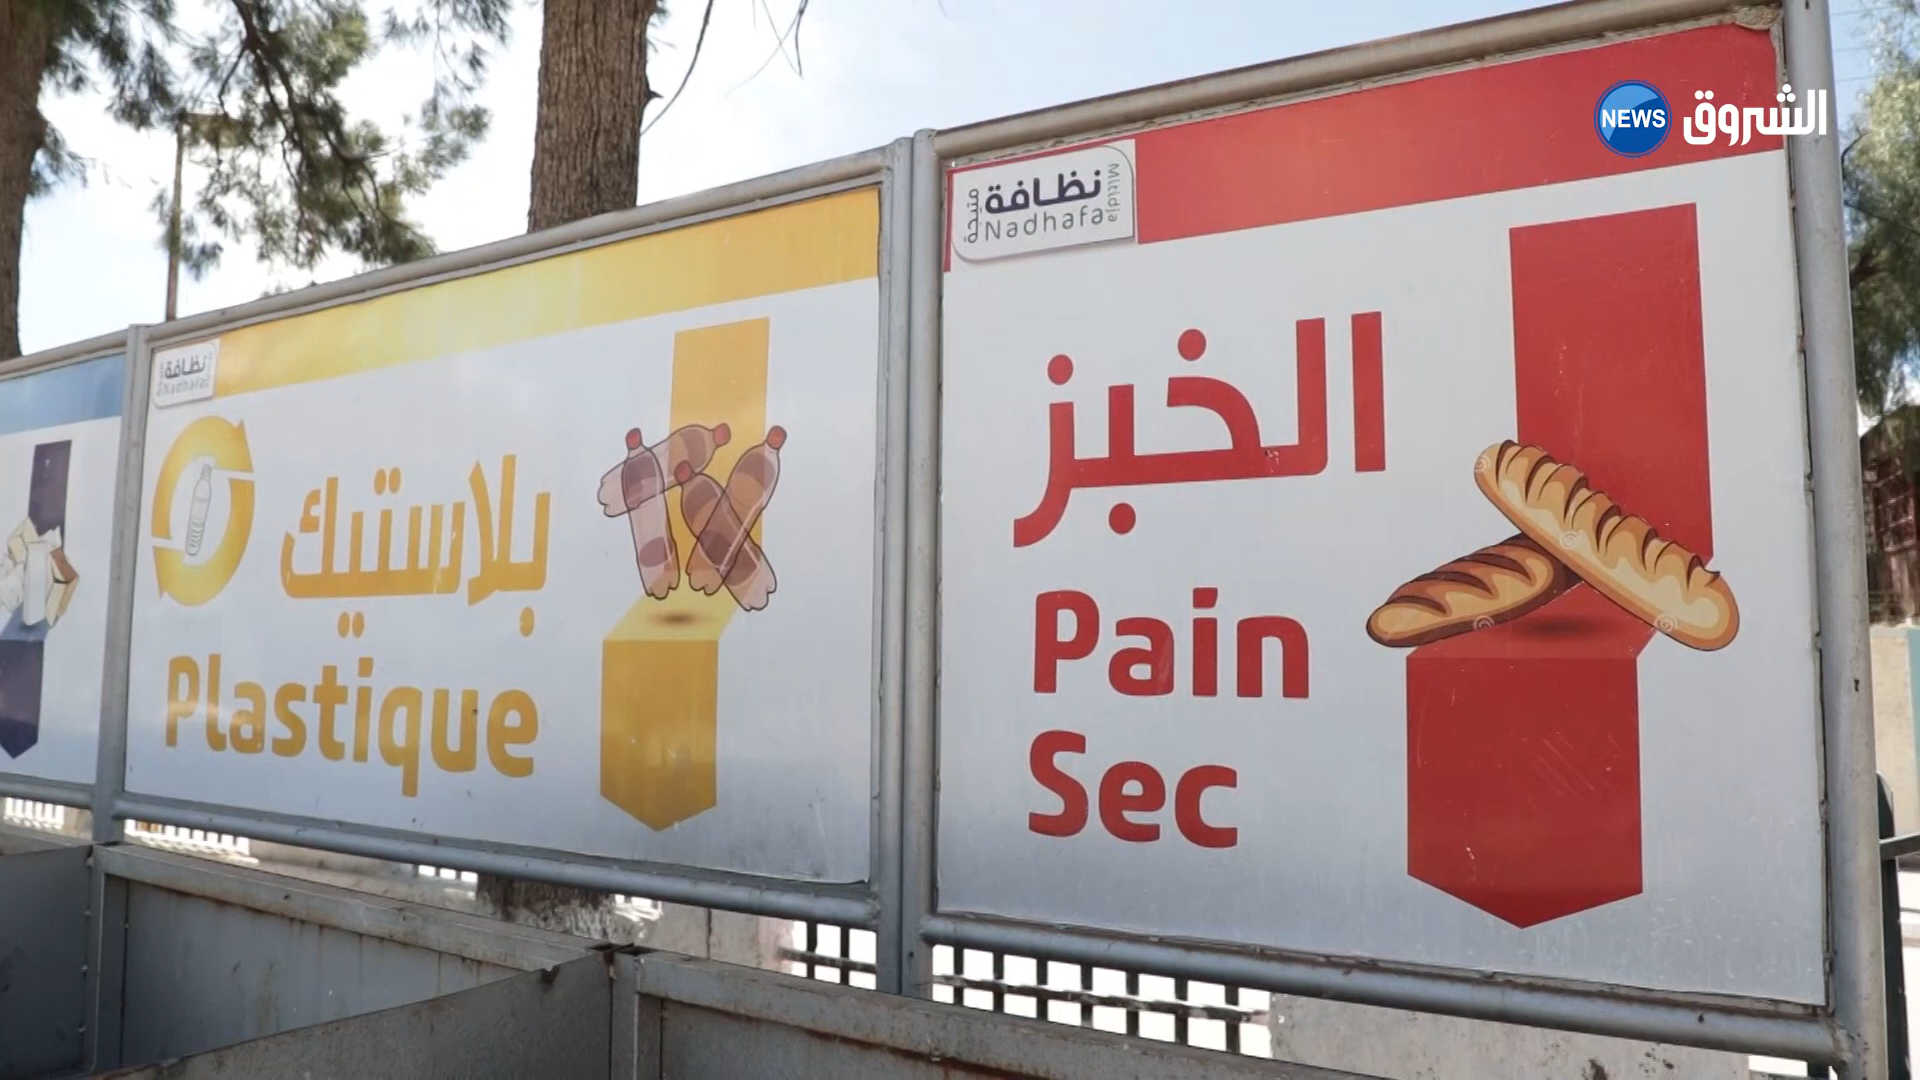 NEWS الشروق
متيجة نظافة Mitidja
Nadhafa
الخبز
Pain
Sec
نظافة
Nadhafa
بلاستيك
Plastique